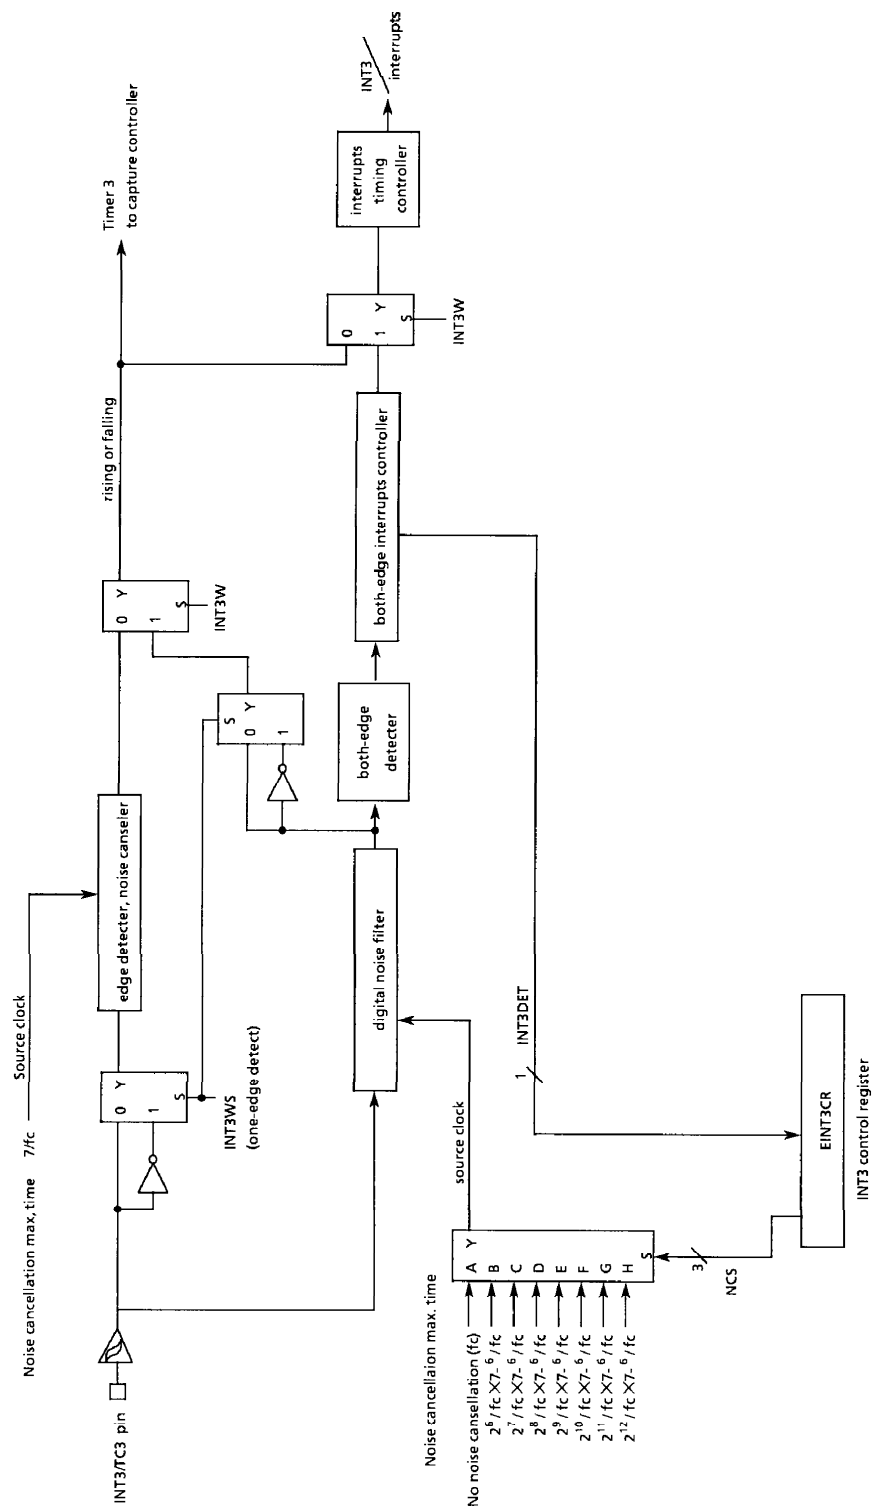 INT3/TC3 pin
Noise cancellation max, time 7/fc
Source clock
0 Y
1
S
INT3WS
(one-edge detect)
edge detecter, noise canseler
S
0 Y
1
0 Y
1
S
INT3W
rising or falling
Timer 3
to capture controller
digital noise filter
both-edge
detecter
both-edge interrupts controller
0
1 Y
S
INT3W
interrupts
timing
controller
INT3
interrupts
Noise cancellaion max. time
No noise cansellation (fc)
2⁶ / fc ×7- ⁶ / fc
2⁷ / fc ×7- ⁶ / fc
2⁸ / fc ×7- ⁶ / fc
2⁹ / fc ×7- ⁶ / fc
2¹⁰ / fc ×7- ⁶ / fc
2¹¹ / fc ×7- ⁶ / fc
2¹² / fc ×7- ⁶ / fc
A Y
B
C
D
E
F
G
H
S
source clock
3
NCS
1
INT3DET
EINT3CR
INT3 control register